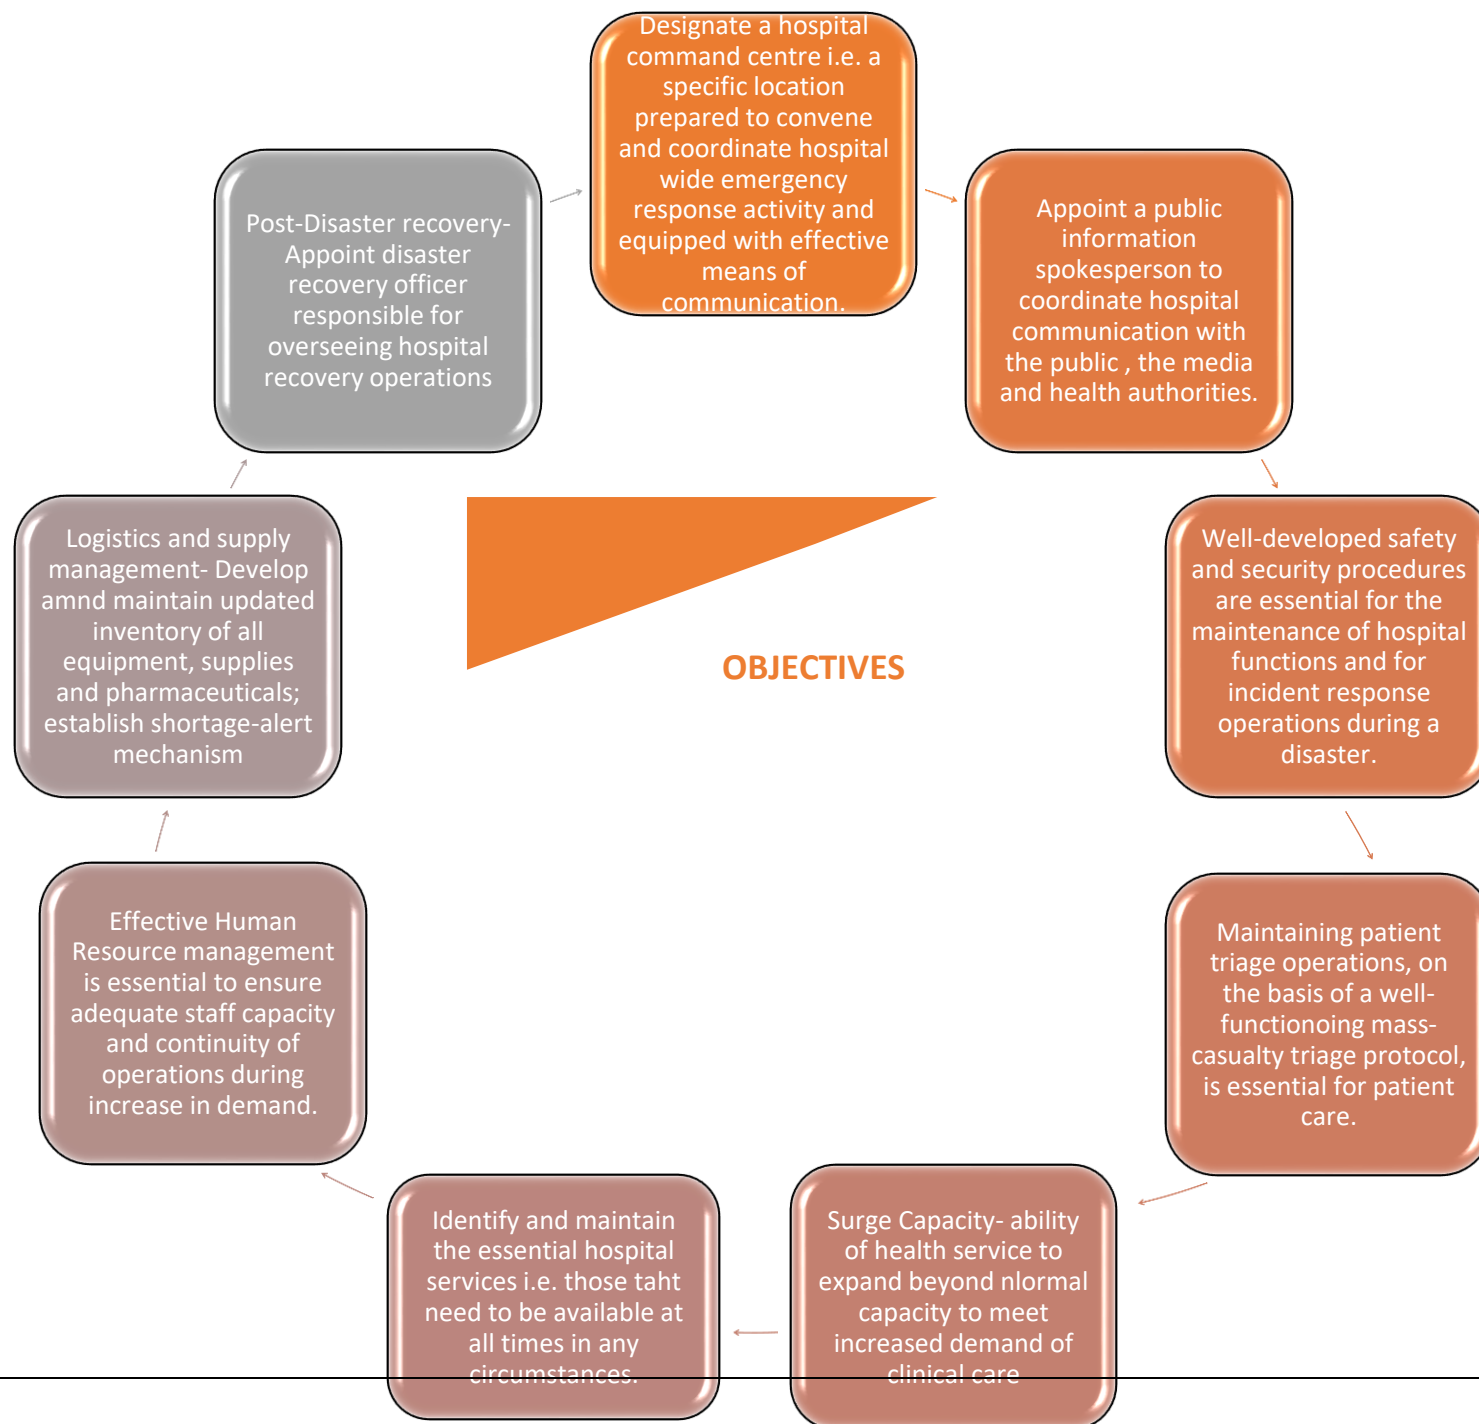 Designate a hospital
command centre i.e. a
specific location
prepared to convene
and coordinate hospital
wide emergency
response activity and
equipped with effective
means of
communication.
Appoint a public
information
spokesperson to
coordinate hospital
communication with
the public , the media
and health authorities.
Well-developed safety
and security procedures
are essential for the
maintenance of hospital
functions and for
incident response
operations during a
disaster.
Maintaining patient
triage operations, on
the basis of a well-
functionoing mass-
casualty triage protocol,
is essential for patient
care.
Surge Capacity- ability
of health service to
expand beyond nlormal
capacity to meet
increased demand of
clinical care
Identify and maintain
the essential hospital
services i.e. those taht
need to be available at
all times in any
circumstances.
Effective Human
Resource management
is essential to ensure
adequate staff capacity
and continuity of
operations during
increase in demand.
Logistics and supply
management- Develop
amnd maintain updated
inventory of all
equipment, supplies
and pharmaceuticals;
establish shortage-alert
mechanism
Post-Disaster recovery-
Appoint disaster
recovery officer
responsible for
overseeing hospital
recovery operations
OBJECTIVES